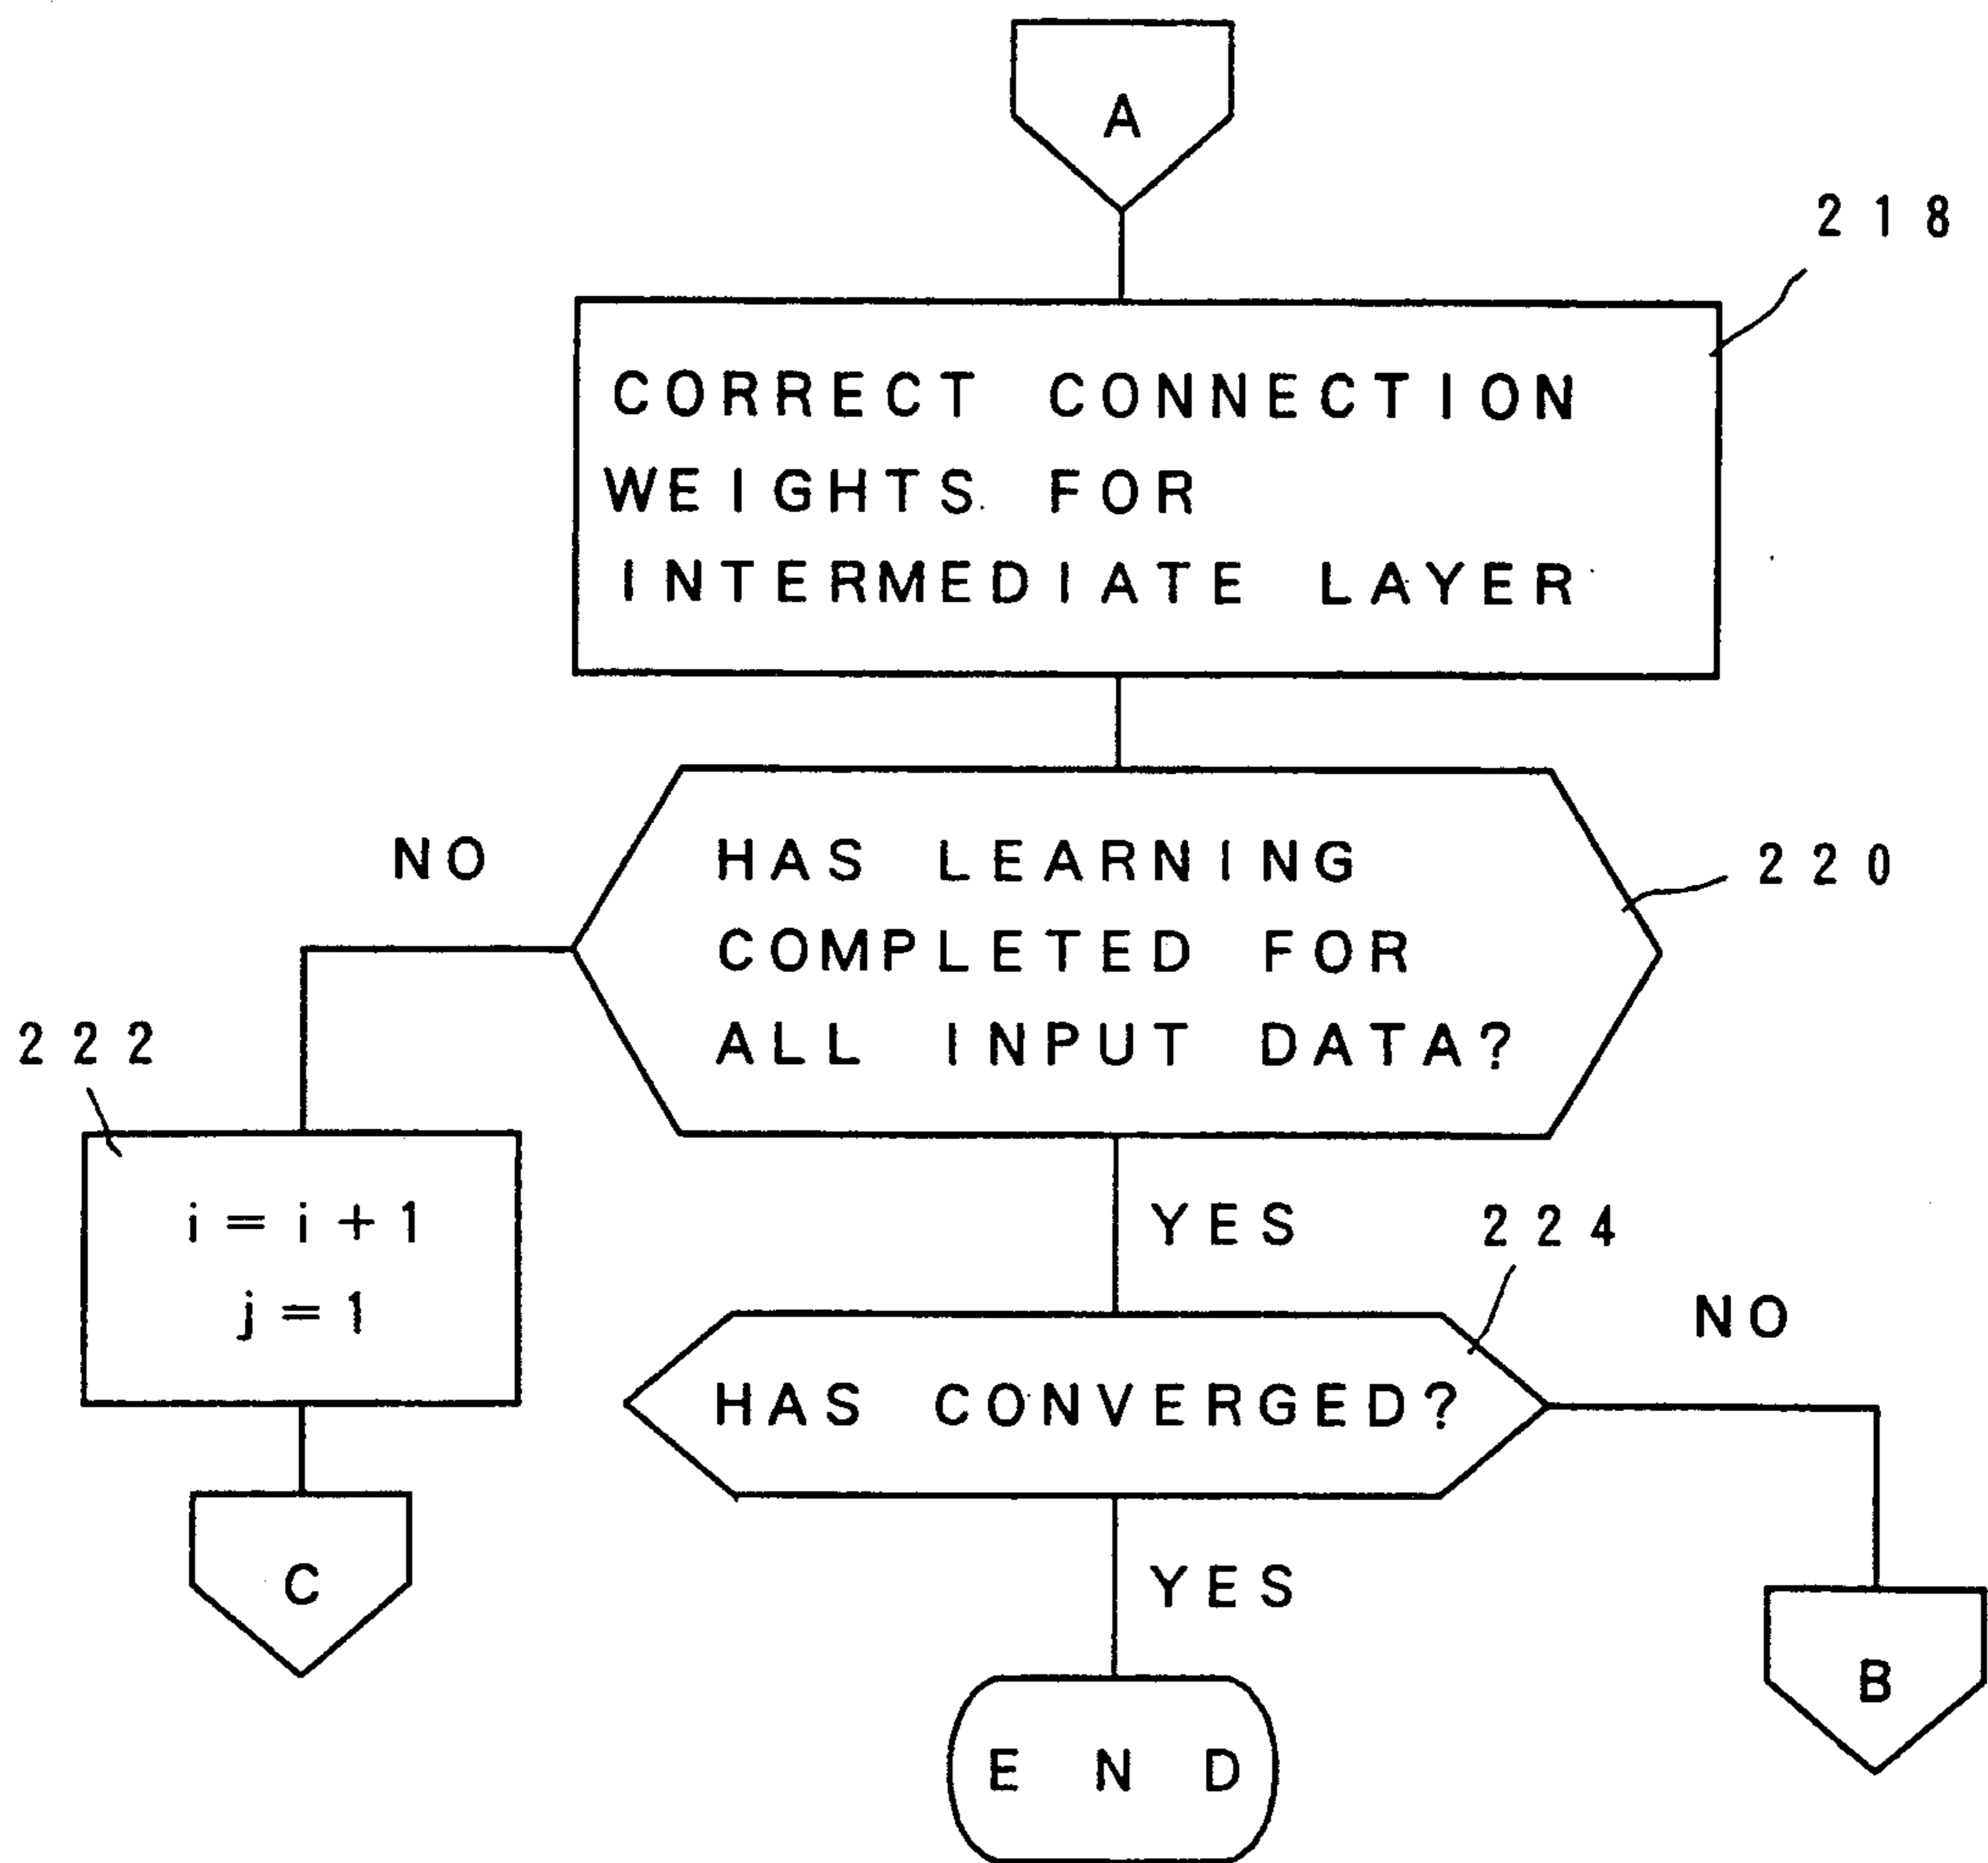 A
218
CORRECT CONNECTION
WEIGHTS FOR
INTERMEDIATE LAYER
NO
HAS LEARNING
COMPLETED FOR
ALL INPUT DATA?
220
222
i = i + 1
j = 1
YES
224
NO
HAS CONVERGED?
C
YES
B
END